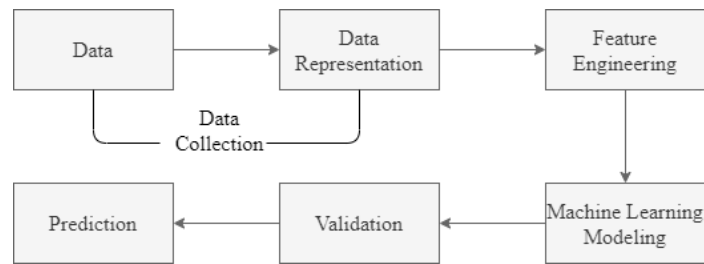 Data
Data
Representation
Feature
Engineering
Data
Collection
Prediction
Validation
Machine Learning
Modeling